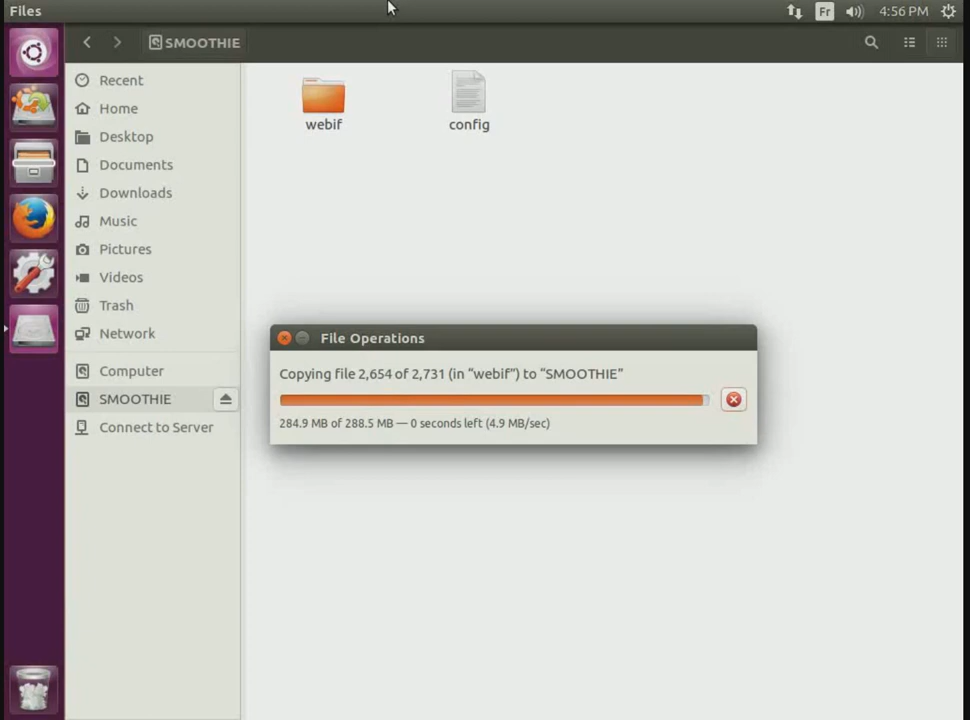 Files
Fr
4:56 PM
SMOOTHIE
Recent
Home
Desktop
Documents
Downloads
Music
Pictures
Videos
Trash
Network
Computer
SMOOTHIE
Connect to Server
webif
config
File Operations
Copying file 2,654 of 2,731 (in “webif”) to “SMOOTHIE”
284.9 MB of 288.5 MB — 0 seconds left (4.9 MB/sec)